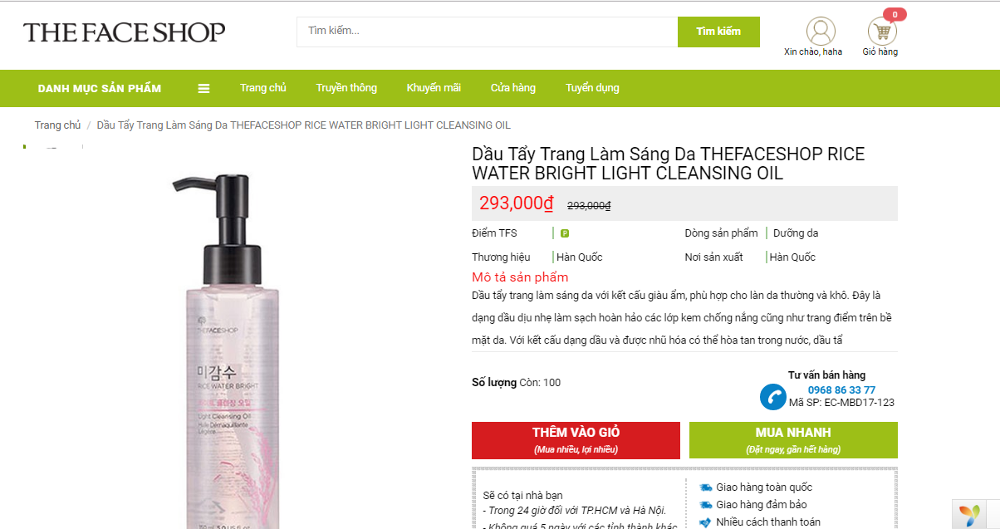 THE FACE SHOP
Tìm kiếm...
Tìm kiếm
0
Xin chào, haha
Giỏ hàng
DANH MỤC SẢN PHẨM
Trang chủ
Truyền thông
Khuyến mãi
Cửa hàng
Tuyển dụng
Trang chủ / Dầu Tẩy Trang Làm Sáng Da THEFACESHOP RICE WATER BRIGHT LIGHT CLEANSING OIL
Dầu Tẩy Trang Làm Sáng Da THEFACESHOP RICE
WATER BRIGHT LIGHT CLEANSING OIL
293,000₫ 293,000₫
Điểm TFS P Dòng sản phẩm Dưỡng da
Thương hiệu Hàn Quốc Nơi sản xuất Hàn Quốc
Mô tả sản phẩm
Dầu tẩy trang làm sáng da với kết cấu giàu ẩm, phù hợp cho làn da thường và khô. Đây là
dạng dầu dịu nhẹ làm sạch hoàn hảo các lớp kem chống nắng cũng như trang điểm trên bề
mặt da. Với kết cấu dạng dầu và được nhũ hóa có thể hòa tan trong nước, dầu tẩ
Số lượng Còn: 100
Tư vấn bán hàng
0968 86 33 77
Mã SP: EC-MBD17-123
THÊM VÀO GIỎ
(Mua nhiều, lợi nhiều)
MUA NHANH
(Đặt ngay, gần hết hàng)
Sẽ có tại nhà bạn
- Trong 24 giờ đối với TP.HCM và Hà Nội.
- Không quá 5 ngày với các tỉnh thành khác
Giao hàng toàn quốc
Giao hàng đảm bảo
Nhiều cách thanh toán
THEFACESHOP
미감수
RICE WATER BRIGHT
라이트 클렌징 오일
Light Cleansing Oil
Huile Démaquillante
Légère